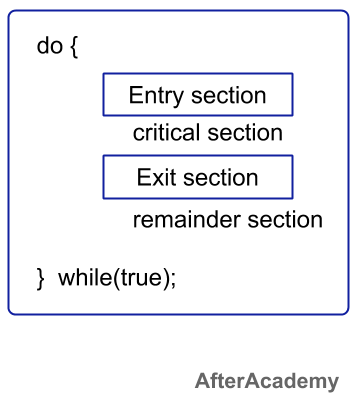 do {
Entry section
critical section
Exit section
remainder section
} while(true);
AfterAcademy